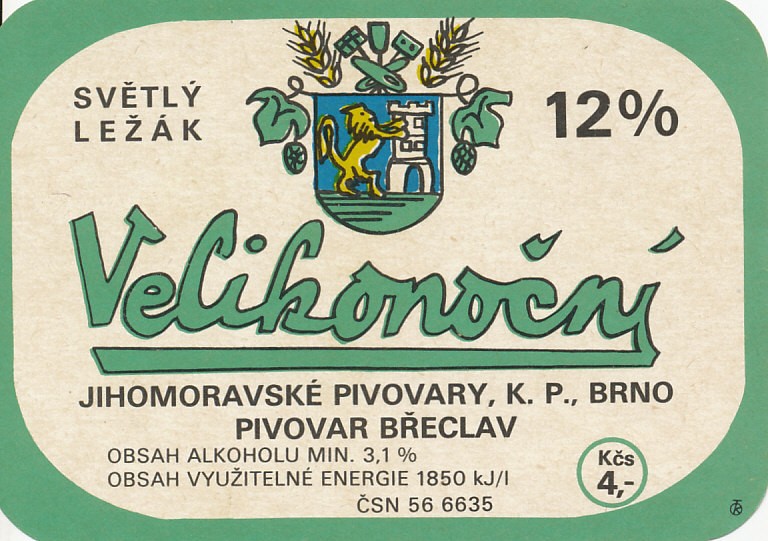 SVĚTLÝ
LEŽÁK
12%
Velikonoční
JIHOMORAVSKÉ PIVOVARY, K. P., BRNO
PIVOVAR BŘECLAV
OBSAH ALKOHOLU MIN. 3,1 %
OBSAH VYUŽITELNÉ ENERGIE 1850 kJ/l
ČSN 56 6635
Kčs
4,-